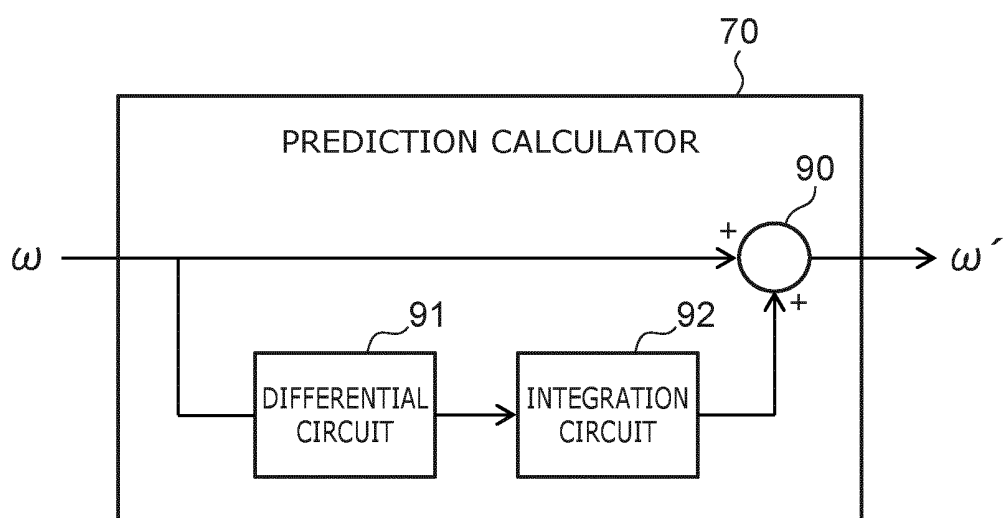 70
PREDICTION CALCULATOR
90
+
ω
ω´
+
91
92
DIFFERENTIAL
CIRCUIT
INTEGRATION
CIRCUIT